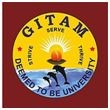 GITAM
STRIVE
SERVE
THRIVE
DEEMED TO BE UNIVERSITY